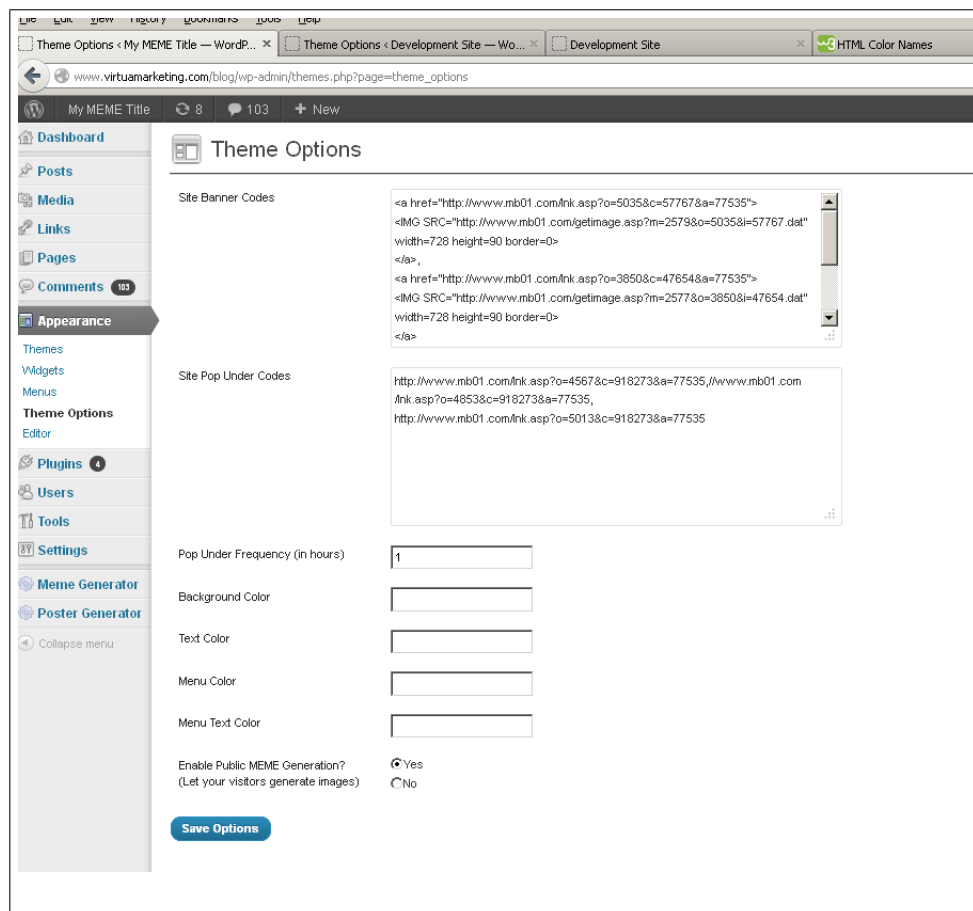 File Edit View History Bookmarks Tools Help
Theme Options ‹ My MEME Title — WordP... × Theme Options ‹ Development Site — Wo... × Development Site × w3 HTML Color Names
www.virtuamarketing.com/blog/wp-admin/themes.php?page=theme_options
My MEME Title 8 103 + New
Dashboard
Posts
Media
Links
Pages
Comments 103
Appearance
Themes
Widgets
Menus
Theme Options
Editor
Plugins 4
Users
Tools
Settings
Meme Generator
Poster Generator
Collapse menu
Theme Options
Site Banner Codes
<a href="http://www.mb01.com/lnk.asp?o=5035&c=57767&a=77535">
<IMG SRC="http://www.mb01.com/getimage.asp?m=2579&o=5035&i=57767.dat"
width=728 height=90 border=0>
</a>,
<a href="http://www.mb01.com/lnk.asp?o=3850&c=47654&a=77535">
<IMG SRC="http://www.mb01.com/getimage.asp?m=2577&o=3850&i=47654.dat"
width=728 height=90 border=0>
</a>
Site Pop Under Codes
http://www.mb01.com/lnk.asp?o=4567&c=918273&a=77535,//www.mb01.com
/lnk.asp?o=4853&c=918273&a=77535,
http://www.mb01.com/lnk.asp?o=5013&c=918273&a=77535
Pop Under Frequency (in hours) 1
Background Color
Text Color
Menu Color
Menu Text Color
Enable Public MEME Generation? Yes
(Let your visitors generate images) No
Save Options